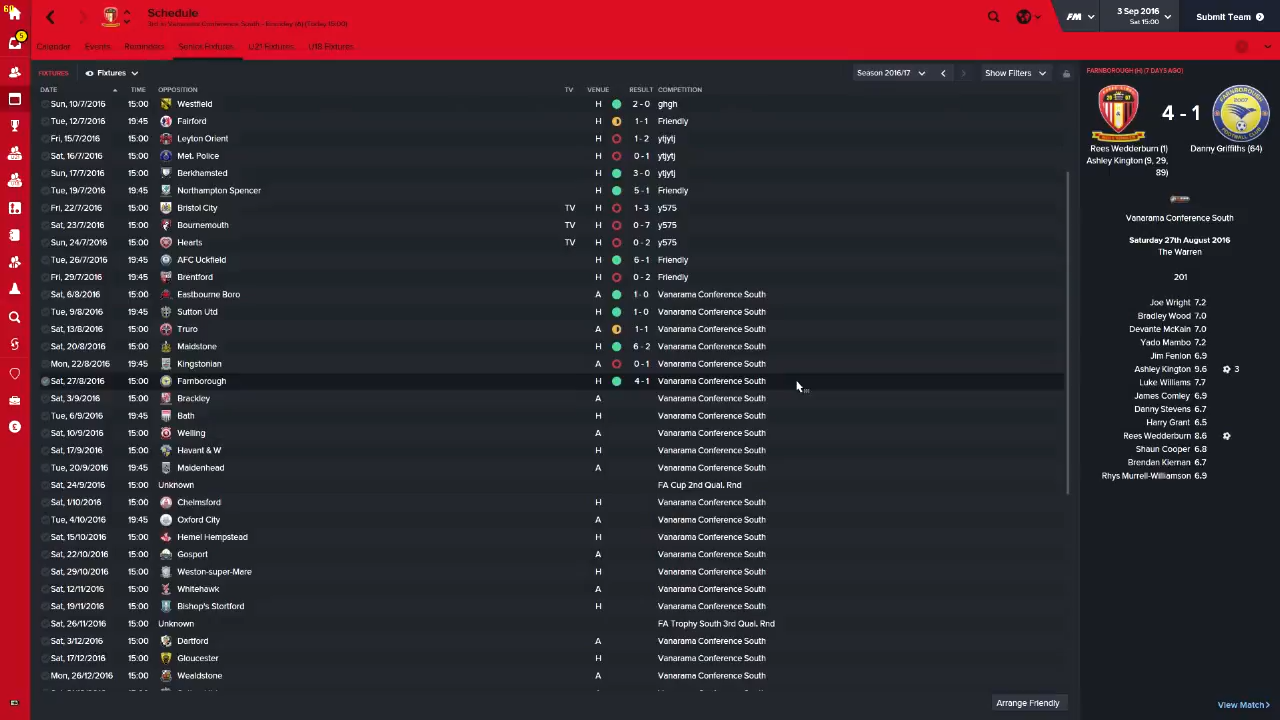 60
5
Schedule
3rd in Vanarama Conference South - Brackley (A) (Today 15:00)
FM
3 Sep 2016
Sat 15:00
Submit Team
Calendar Events Reminders Senior Fixtures U21 Fixtures U18 Fixtures
FIXTURES Fixtures Season 2016/17 Show Filters
DATE TIME OPPOSITION TV VENUE RESULT COMPETITION
Sun, 10/7/2016 15:00 Westfield H 2 - 0 ghgh
Tue, 12/7/2016 19:45 Fairford H 1 - 1 Friendly
Fri, 15/7/2016 15:00 Leyton Orient H 1 - 2 ytjytj
Sat, 16/7/2016 15:00 Met. Police H 0 - 1 ytjytj
Sun, 17/7/2016 15:00 Berkhamsted H 3 - 0 ytjytj
Tue, 19/7/2016 19:45 Northampton Spencer H 5 - 1 Friendly
Fri, 22/7/2016 15:00 Bristol City TV H 1 - 3 y575
Sat, 23/7/2016 15:00 Bournemouth TV H 0 - 7 y575
Sun, 24/7/2016 15:00 Hearts TV H 0 - 2 y575
Tue, 26/7/2016 19:45 AFC Uckfield H 6 - 1 Friendly
Fri, 29/7/2016 19:45 Brentford H 0 - 2 Friendly
Sat, 6/8/2016 15:00 Eastbourne Boro A 1 - 0 Vanarama Conference South
Tue, 9/8/2016 19:45 Sutton Utd H 1 - 0 Vanarama Conference South
Sat, 13/8/2016 15:00 Truro A 1 - 1 Vanarama Conference South
Sat, 20/8/2016 15:00 Maidstone H 6 - 2 Vanarama Conference South
Mon, 22/8/2016 19:45 Kingstonian A 0 - 1 Vanarama Conference South
Sat, 27/8/2016 15:00 Farnborough H 4 - 1 Vanarama Conference South
Sat, 3/9/2016 15:00 Brackley A Vanarama Conference South
Tue, 6/9/2016 19:45 Bath H Vanarama Conference South
Sat, 10/9/2016 15:00 Welling A Vanarama Conference South
Sat, 17/9/2016 15:00 Havant & W H Vanarama Conference South
Tue, 20/9/2016 19:45 Maidenhead A Vanarama Conference South
Sat, 24/9/2016 15:00 Unknown FA Cup 2nd Qual. Rnd
Sat, 1/10/2016 15:00 Chelmsford H Vanarama Conference South
Tue, 4/10/2016 19:45 Oxford City A Vanarama Conference South
Sat, 15/10/2016 15:00 Hemel Hempstead H Vanarama Conference South
Sat, 22/10/2016 15:00 Gosport A Vanarama Conference South
Sat, 29/10/2016 15:00 Weston-super-Mare H Vanarama Conference South
Sat, 12/11/2016 15:00 Whitehawk A Vanarama Conference South
Sat, 19/11/2016 15:00 Bishop's Stortford H Vanarama Conference South
Sat, 26/11/2016 15:00 Unknown FA Trophy South 3rd Qual. Rnd
Sat, 3/12/2016 15:00 Dartford A Vanarama Conference South
Sat, 17/12/2016 15:00 Gloucester H Vanarama Conference South
Mon, 26/12/2016 15:00 Wealdstone A Vanarama Conference South
Arrange Friendly
FARNBOROUGH (H) (7 DAYS AGO)
4 - 1
Rees Wedderburn (1) Danny Griffiths (64)
Ashley Kington (9, 29,
89)
Vanarama Conference South
Saturday 27th August 2016
The Warren
201
Joe Wright 7.2
Bradley Wood 7.0
Devante McKain 7.0
Yado Mambo 7.2
Jim Fenlon 6.9
Ashley Kington 9.6 3
Luke Williams 7.7
James Comley 6.9
Danny Stevens 6.7
Harry Grant 6.5
Rees Wedderburn 8.6
Shaun Cooper 6.8
Brendan Kiernan 6.7
Rhys Murrell-Williamson 6.9
View Match